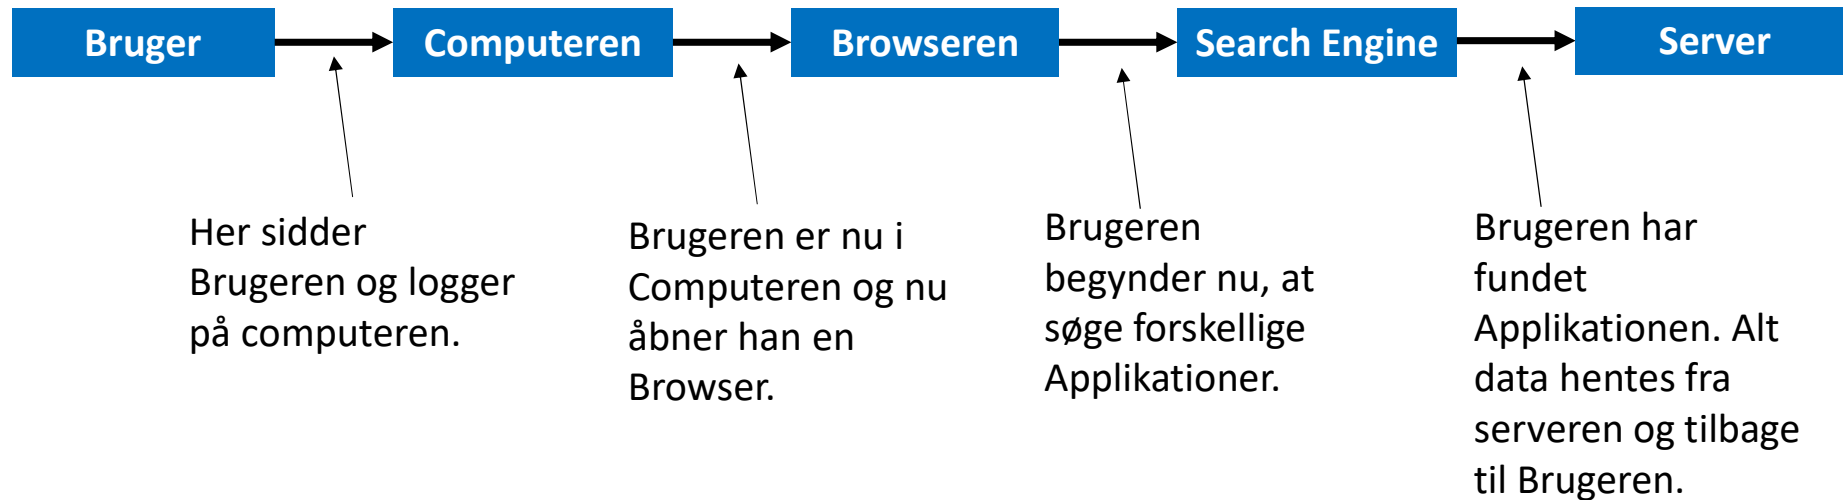 Bruger
Computeren
Browseren
Search Engine
Server
Her sidder
Brugeren og logger
på computeren.
Brugeren er nu i
Computeren og nu
åbner han en
Browser.
Brugeren
begynder nu, at
søge forskellige
Applikationer.
Brugeren har
fundet
Applikationen. Alt
data hentes fra
serveren og tilbage
til Brugeren.